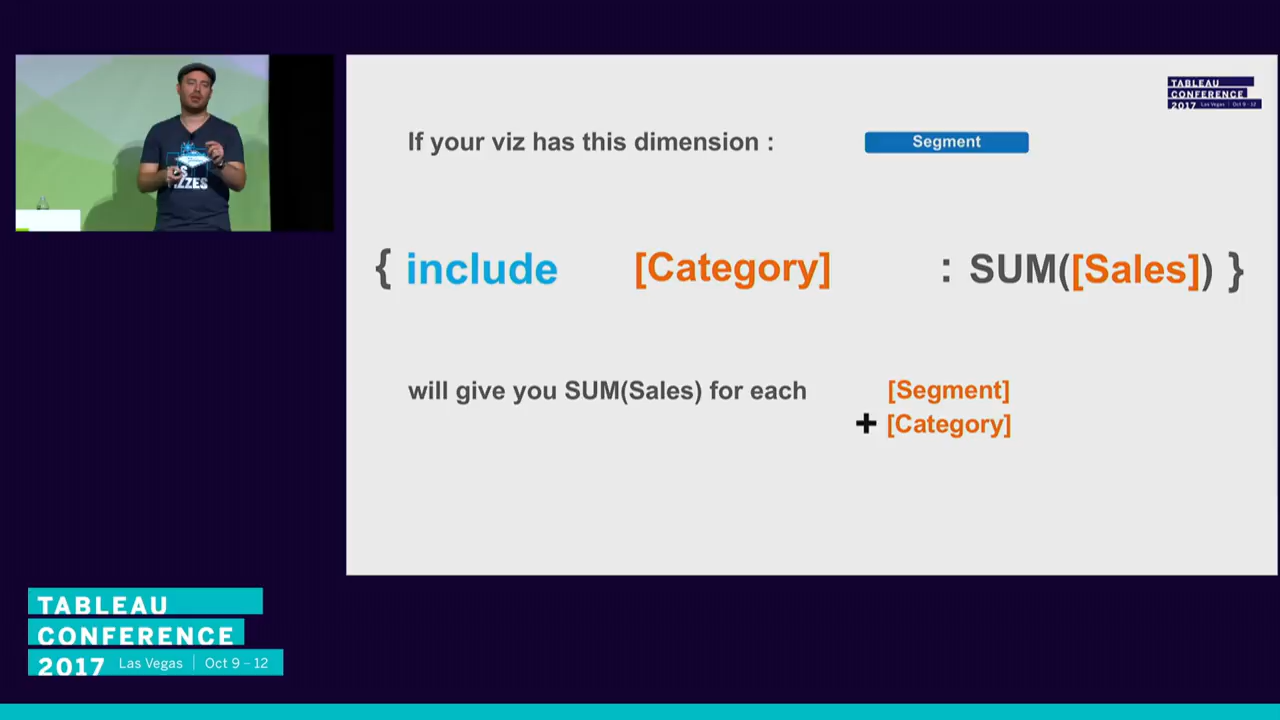 TABLEAU
CONFERENCE
2017 Las Vegas | Oct 9 - 12
If your viz has this dimension :
Segment
{ include [Category] : SUM([Sales]) }
will give you SUM(Sales) for each
[Segment]
+ [Category]
TABLEAU
CONFERENCE
2017 Las Vegas | Oct 9 – 12